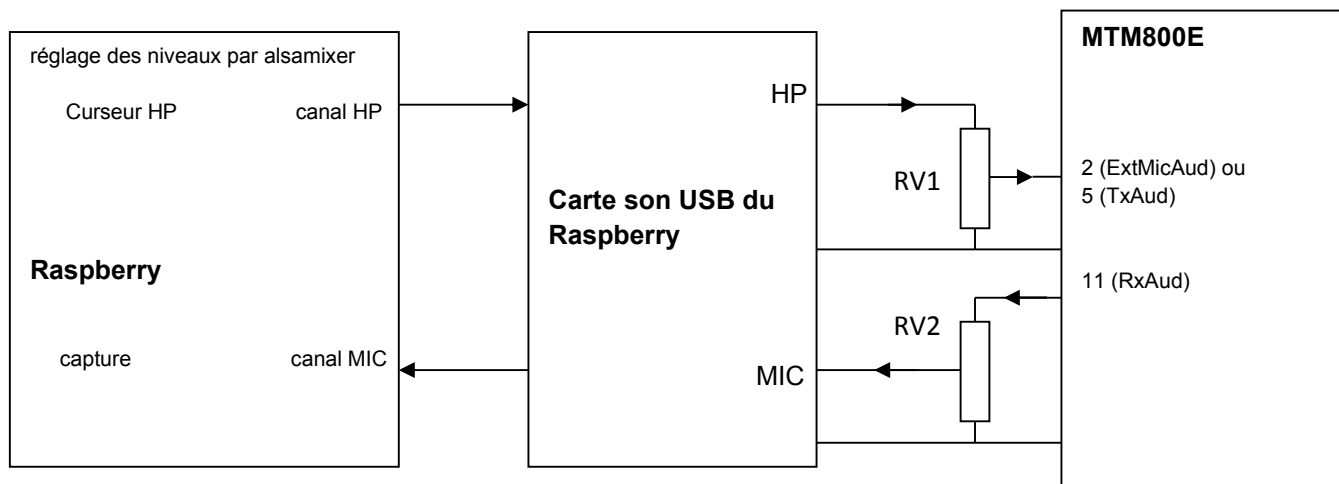 réglage des niveaux par alsamixer
Curseur HP
canal HP
Raspberry
capture
canal MIC
HP
Carte son USB du
Raspberry
MIC
RV1
RV2
MTM800E
2 (ExtMicAud) ou
5 (TxAud)
11 (RxAud)